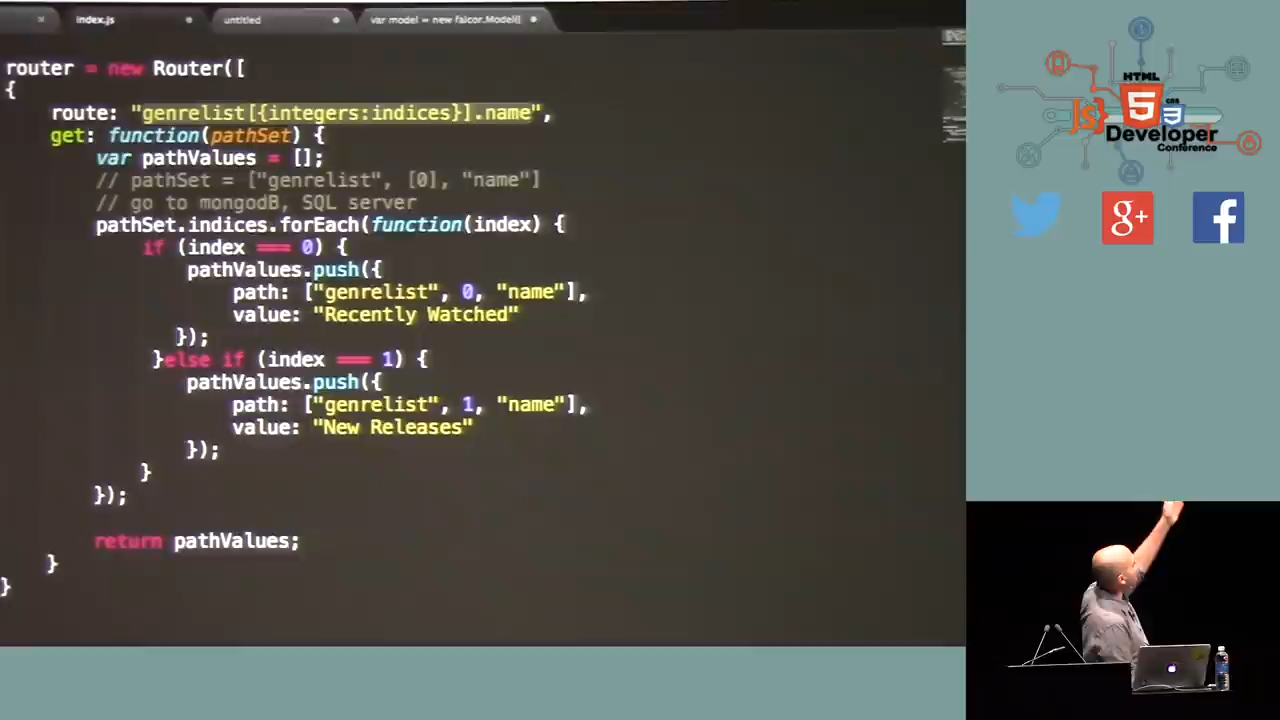 index.js
untitled
var model = new falcor.Model({
router = new Router([
{
route: "genrelist[{integers:indices}].name",
get: function(pathSet) {
var pathValues = [];
// pathSet = ["genrelist", [0], "name"]
// go to mongodB, SQL server
pathSet.indices.forEach(function(index) {
if (index === 0) {
pathValues.push({
path: ["genrelist", 0, "name"],
value: "Recently Watched"
});
}else if (index === 1) {
pathValues.push({
path: ["genrelist", 1, "name"],
value: "New Releases"
});
}
});
return pathValues;
}
}
HTML
JS} 5 CSS 3
Developer
Conference
g+
f